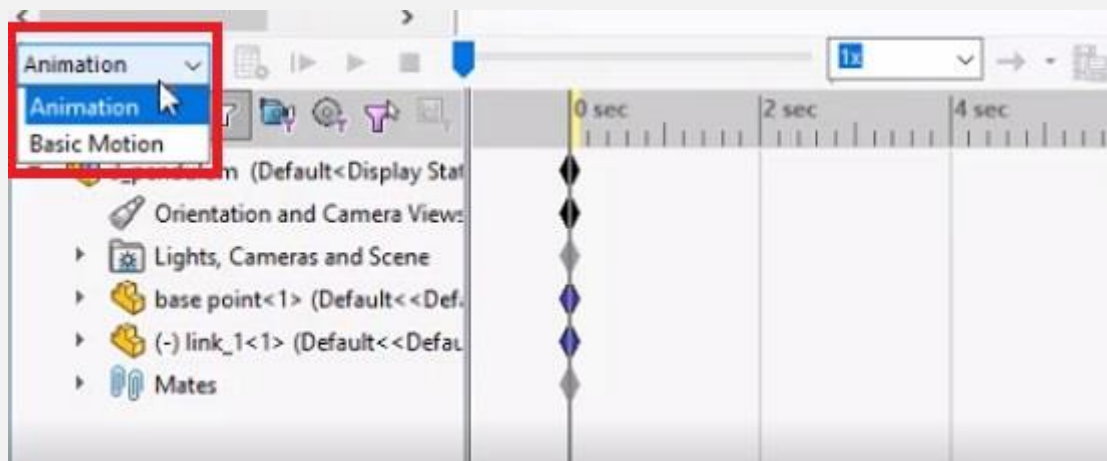 Animation
1x
Animation
Basic Motion
0 sec
2 sec
4 sec
(Default<Display Stat
Orientation and Camera Views
Lights, Cameras and Scene
base point<1> (Default<<Def
(-) link_1<1> (Default<<Defau
Mates